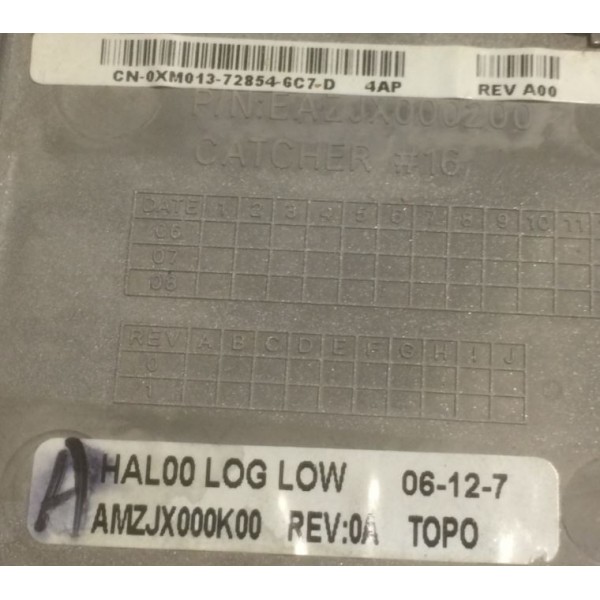 CN-0XM013-72854-6C7-D 4AP REV A00
P/N:EAZJX000200
CATCHER #16
DATE 1 2 3 4 5 6 7 8 9 10 11
06
07
08
REV A B C D E F G H I J
0
1
A
HAL00 LOG LOW 06-12-7
AMZJX000K00 REV:0A TOPO